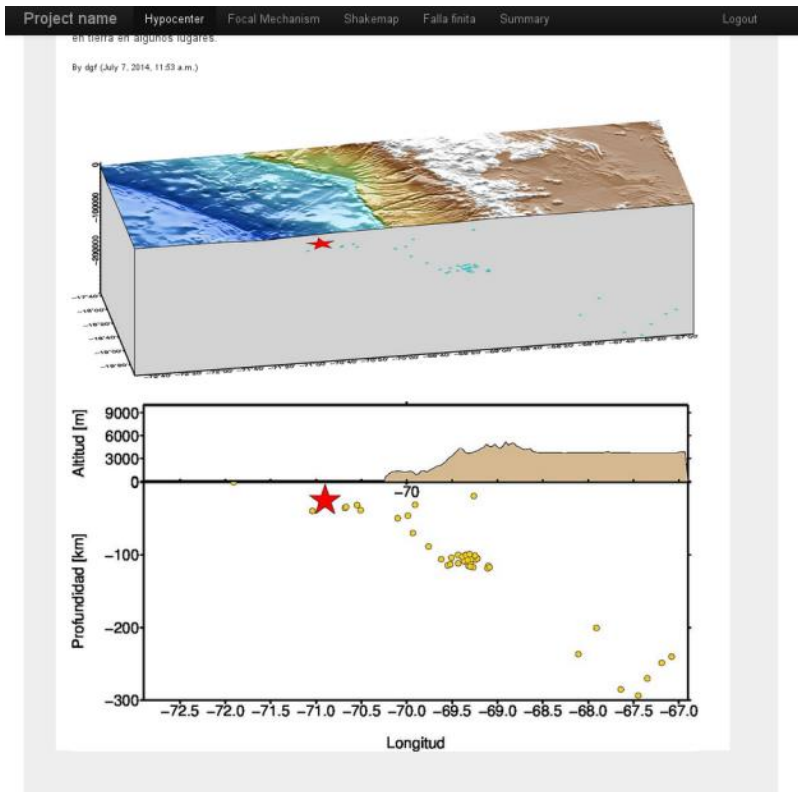 Project name Hypocenter Focal Mechanism Shakemap Falla finita Summary Logout
en tierra en algunos lugares.
By dgf (July 7, 2014, 11:53 a.m.)
0
-100000
-200000
Altitud [m]
9000
6000
3000
0
-70
Profundidad [km]
-100
-200
-300
-72.5 -72.0 -71.5 -71.0 -70.5 -70.0 -69.5 -69.0 -68.5 -68.0 -67.5 -67.0
Longitud